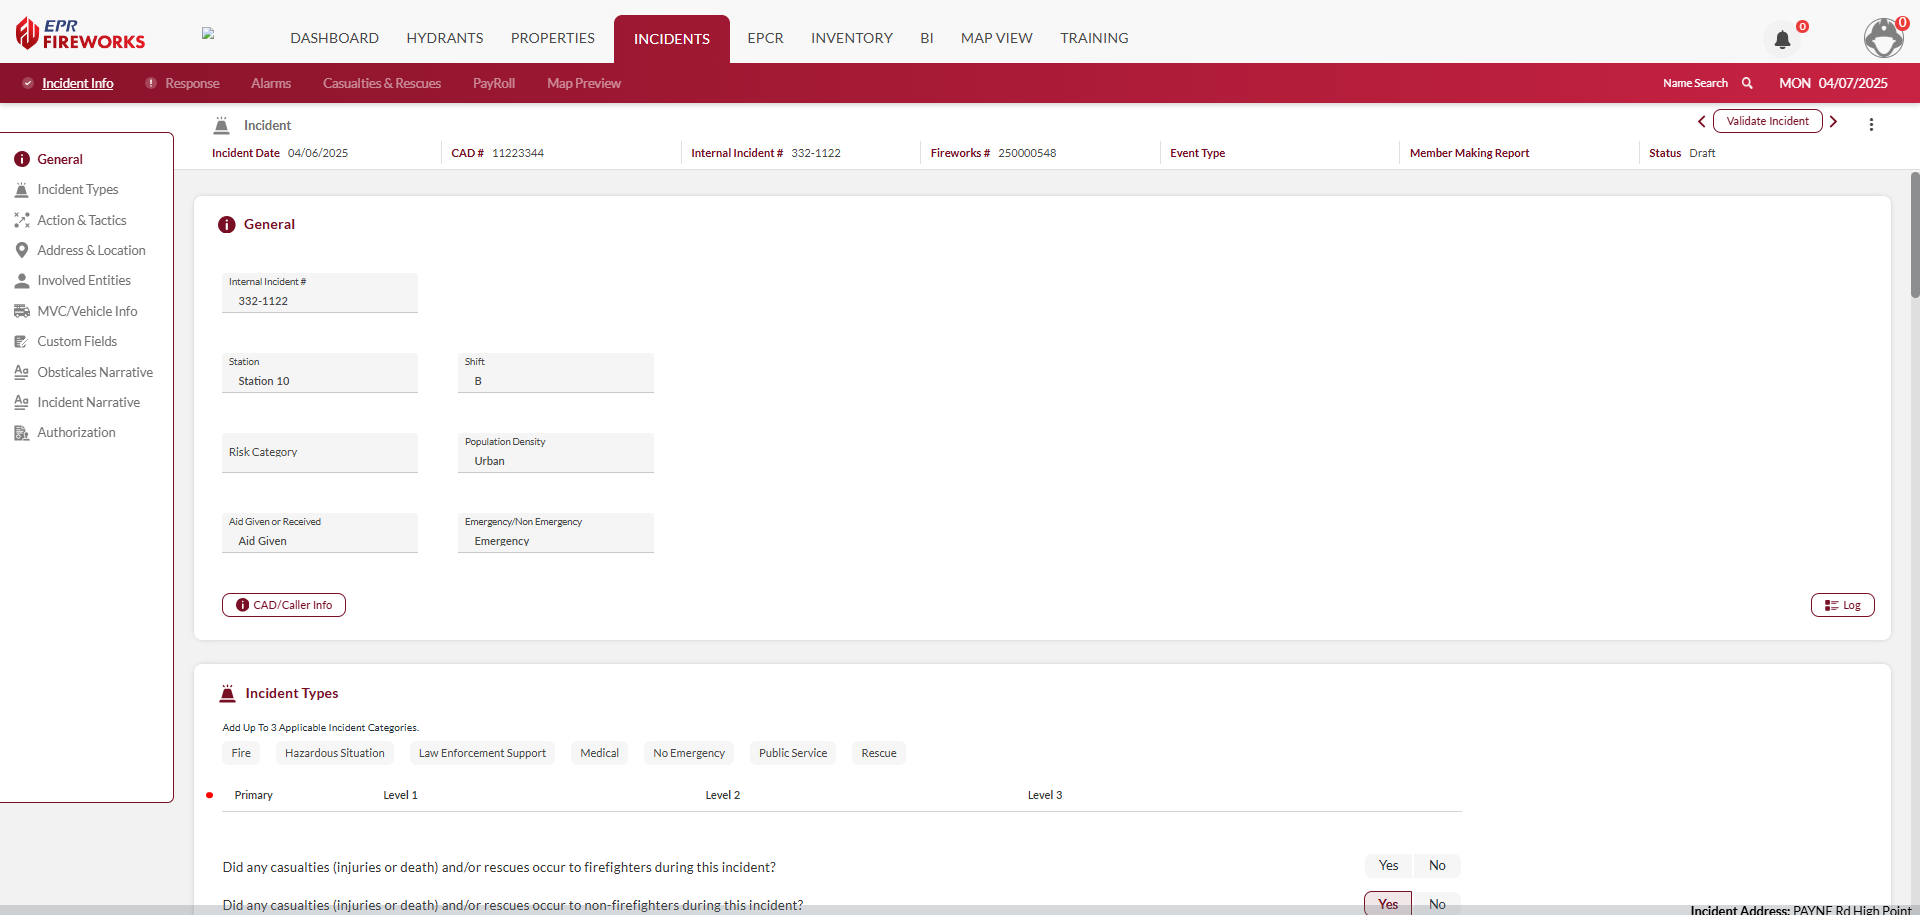 EPR
FIREWORKS
DASHBOARD HYDRANTS PROPERTIES INCIDENTS EPCR INVENTORY BI MAP VIEW TRAINING
0
0
Incident Info Response Alarms Casualties & Rescues PayRoll Map Preview Name Search MON 04/07/2025
Incident
Validate Incident
Incident Date 04/06/2025 CAD # 11223344 Internal Incident # 332-1122 Fireworks # 250000548 Event Type Member Making Report Status Draft
General
Incident Types
Action & Tactics
Address & Location
Involved Entities
MVC/Vehicle Info
Custom Fields
Obsticales Narrative
Incident Narrative
Authorization
General
Internal Incident #
332-1122
Station
Station 10
Shift
B
Risk Category
Population Density
Urban
Aid Given or Received
Aid Given
Emergency/Non Emergency
Emergency
CAD/Caller Info
Log
Incident Types
Add Up To 3 Applicable Incident Categories.
Fire Hazardous Situation Law Enforcement Support Medical No Emergency Public Service Rescue
Primary Level 1 Level 2 Level 3
Did any casualties (injuries or death) and/or rescues occur to firefighters during this incident? Yes No
Did any casualties (injuries or death) and/or rescues occur to non-firefighters during this incident? Yes No
Incident Address: PAYNE Rd High Point